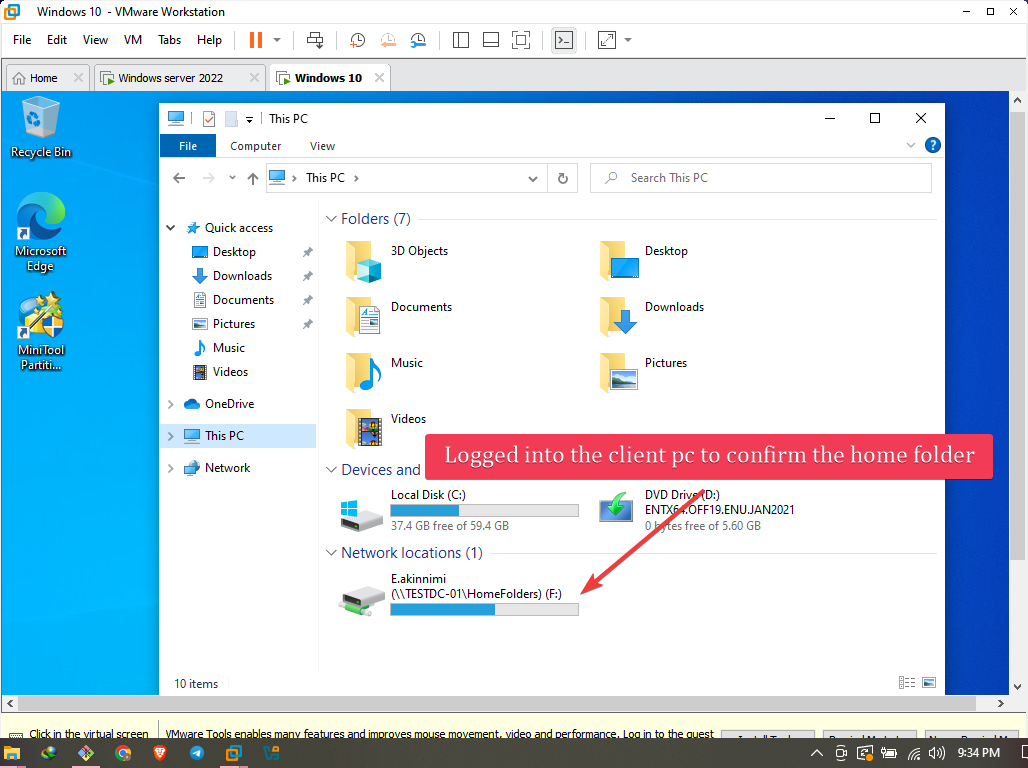 Windows 10 - VMware Workstation
File Edit View VM Tabs Help
Home
Windows server 2022
Windows 10
Recycle Bin
Microsoft
Edge
MiniTool
Partiti...
This PC
File Computer View
This PC
Search This PC
Quick access
Desktop
Downloads
Documents
Pictures
Music
Videos
OneDrive
This PC
Network
Folders (7)
3D Objects
Desktop
Documents
Downloads
Music
Pictures
Videos
Logged into the client pc to confirm the home folder
Devices and
Local Disk (C:)
37.4 GB free of 59.4 GB
DVD Drive (D:)
ENTX64.OFF19.ENU.JAN2021
0 bytes free of 5.60 GB
Network locations (1)
E.akinnimi
(\\TESTDC-01\HomeFolders) (F:)
10 items
Click in the virtual screen
VMware Tools enables many features and improves mouse movement, video and performance. Log in to the guest
9:34 PM